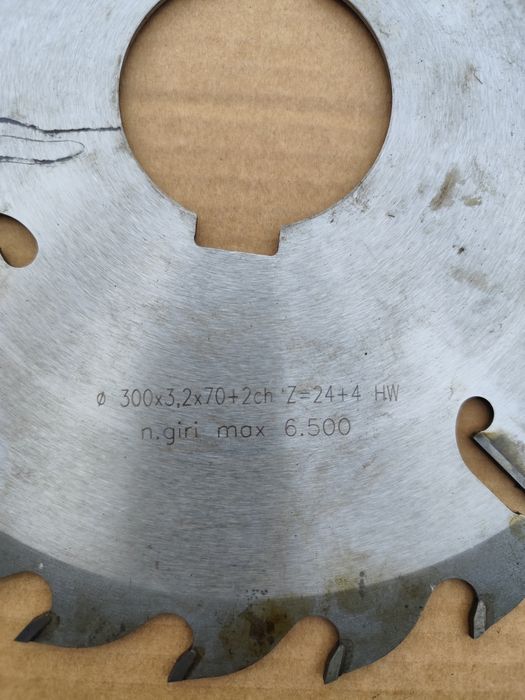 ø 300x3,2x70+2ch Z=24+4 HW
n.giri max 6.500